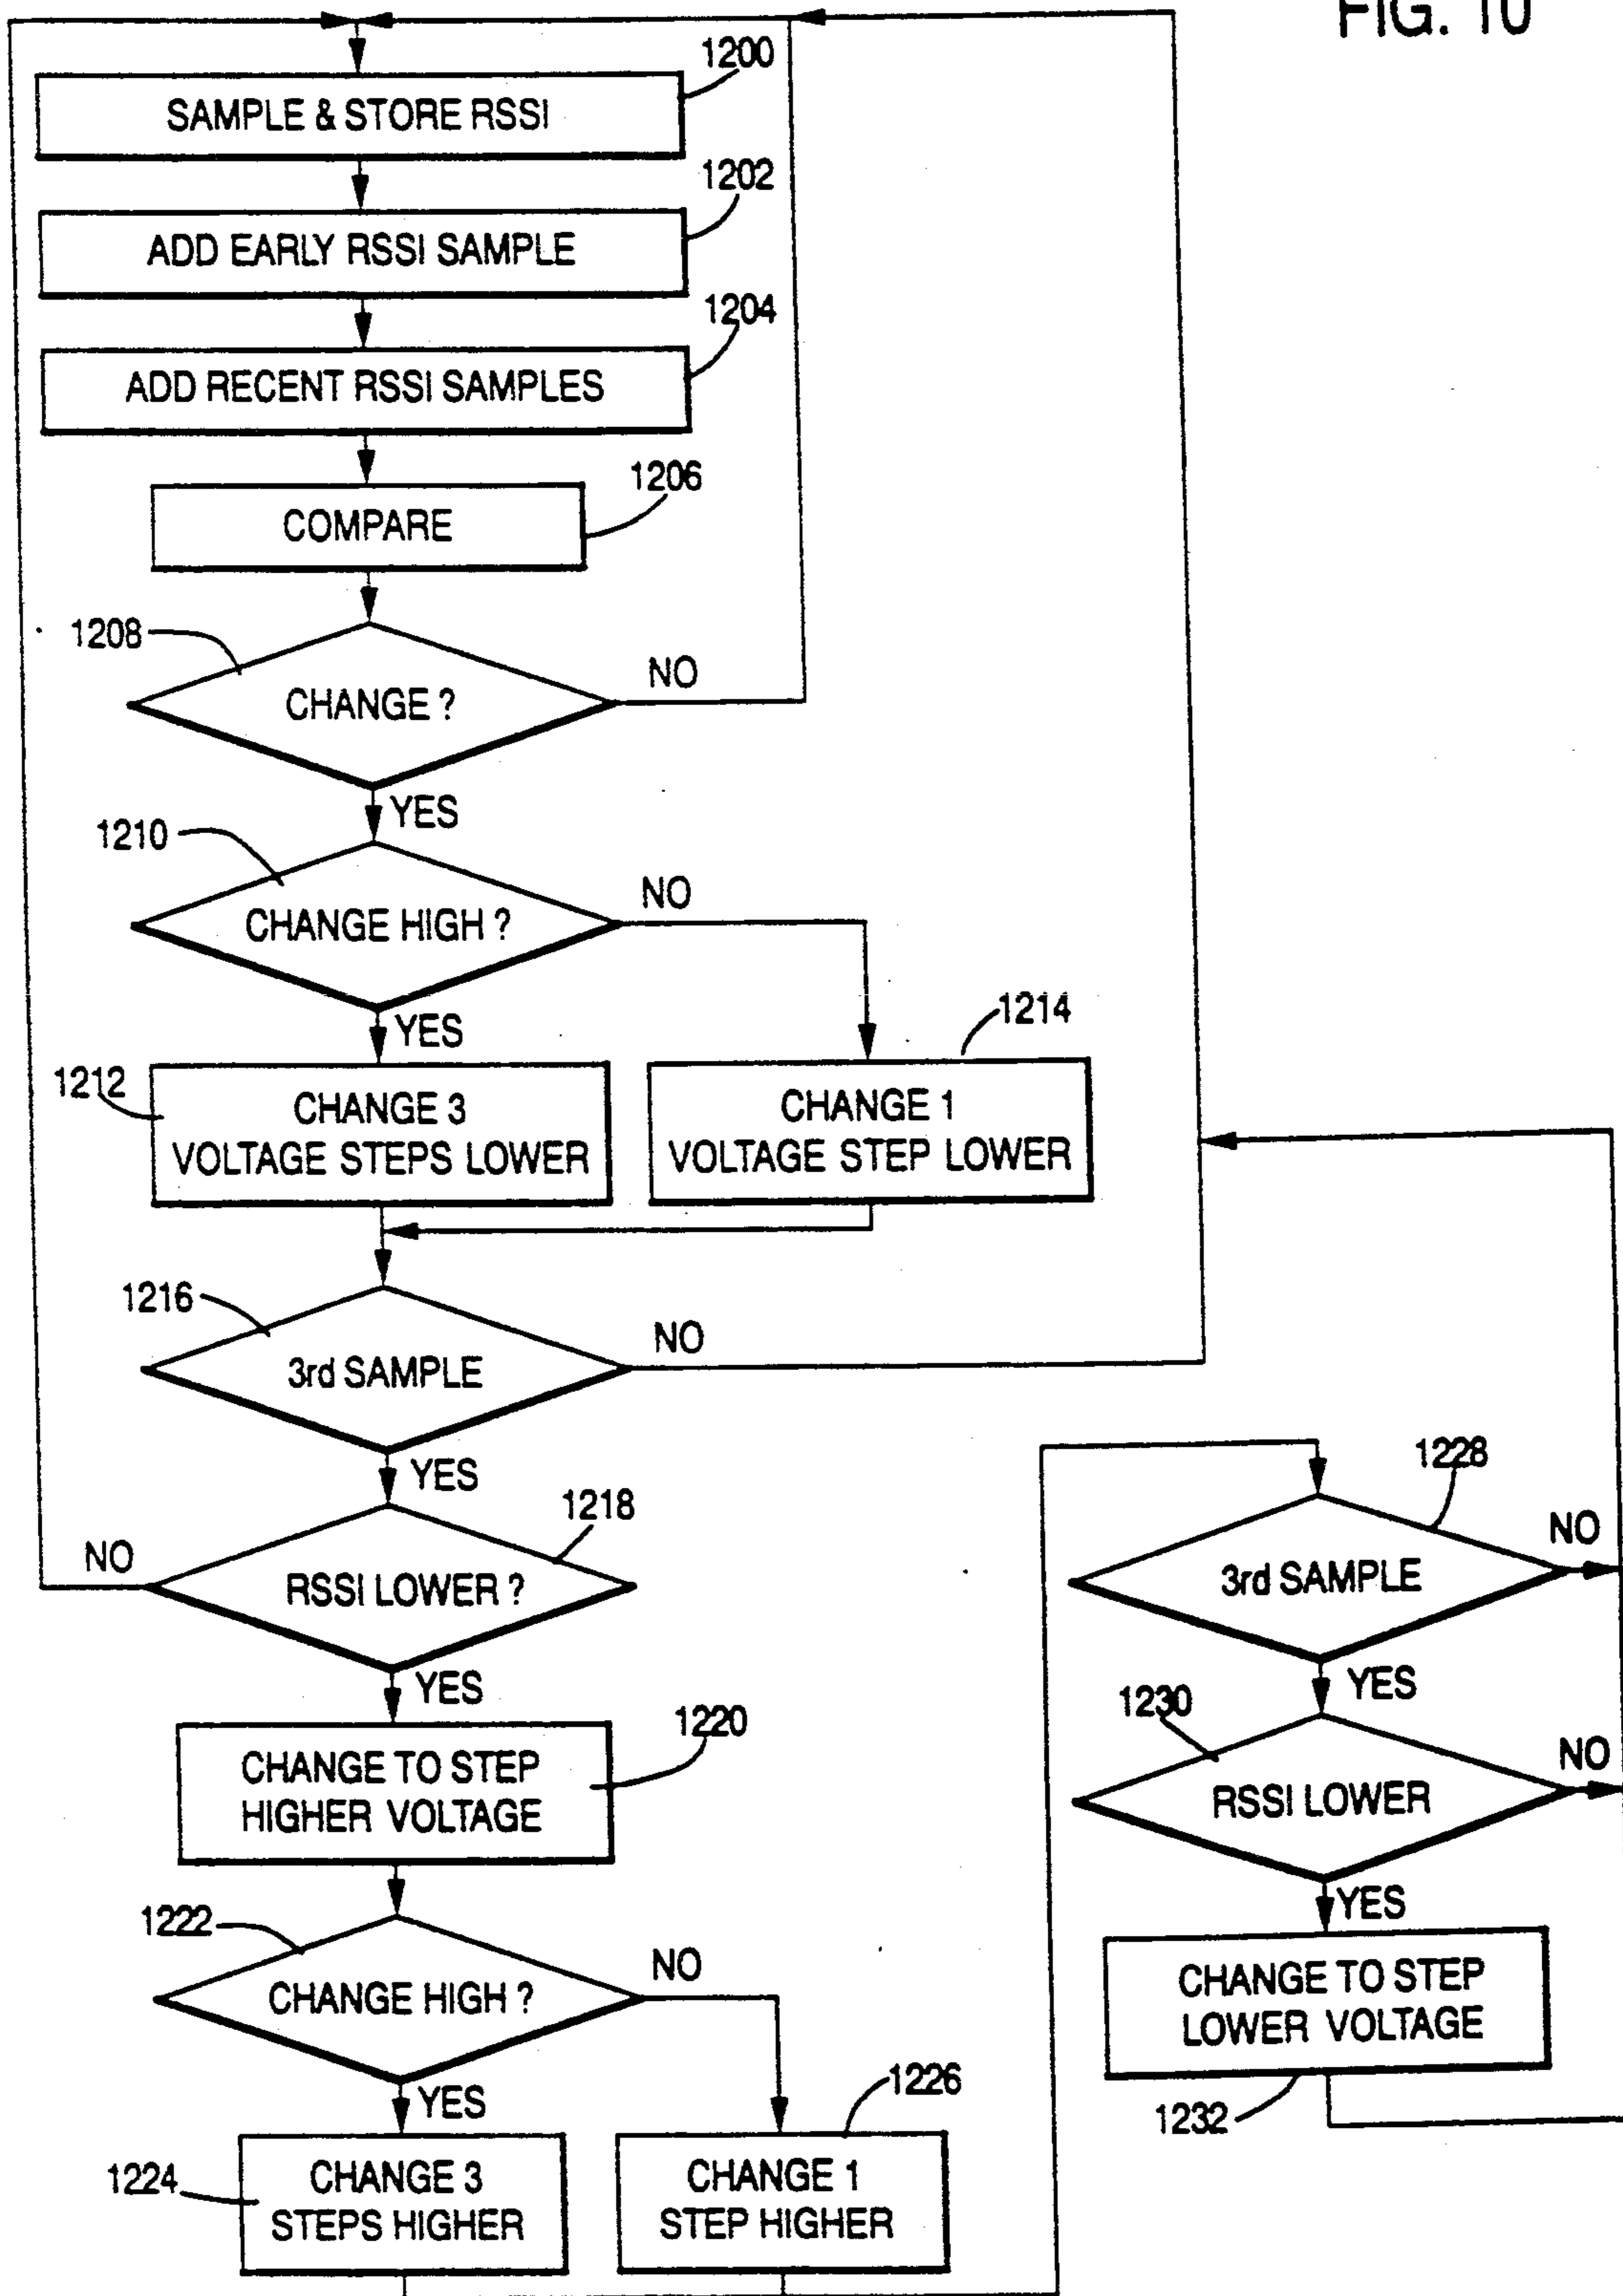 FIG. 10
1200
SAMPLE & STORE RSSI
1202
ADD EARLY RSSI SAMPLE
1204
ADD RECENT RSSI SAMPLES
1206
COMPARE
1208
CHANGE ?
NO
YES
1210
CHANGE HIGH ?
NO
YES
1212
CHANGE 3
VOLTAGE STEPS LOWER
1214
CHANGE 1
VOLTAGE STEP LOWER
1216
3rd SAMPLE
NO
YES
1218
RSSI LOWER ?
NO
YES
1220
CHANGE TO STEP
HIGHER VOLTAGE
1222
CHANGE HIGH ?
NO
YES
1224
CHANGE 3
STEPS HIGHER
1226
CHANGE 1
STEP HIGHER
1228
3rd SAMPLE
NO
YES
1230
RSSI LOWER
NO
YES
CHANGE TO STEP
LOWER VOLTAGE
1232